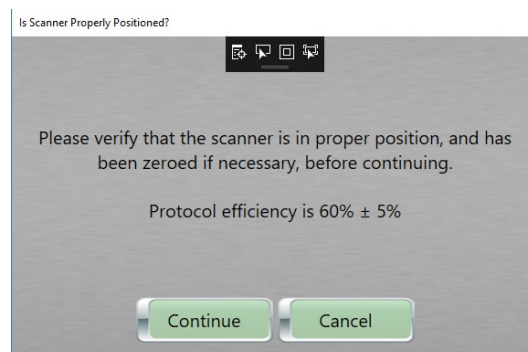 Is Scanner Properly Positioned?
Please verify that the scanner is in proper position, and has
been zeroed if necessary, before continuing.
Protocol efficiency is 60% ± 5%
Continue
Cancel